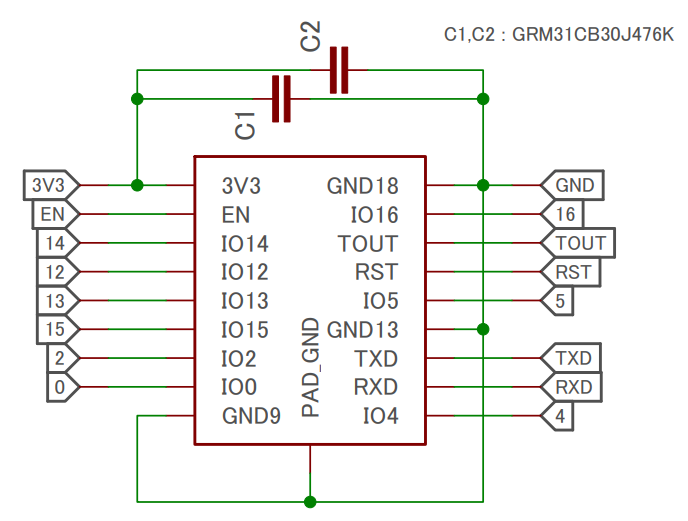 C2
C1,C2 : GRM31CB30J476K
C1
3V3 3V3 GND18 GND
EN EN IO16 16
14 IO14 TOUT TOUT
12 IO12 RST RST
13 IO13 IO5 5
15 IO15 GND13
2 IO2 TXD TXD
0 IO0 RXD RXD
GND9 IO4 4
PAD_GND